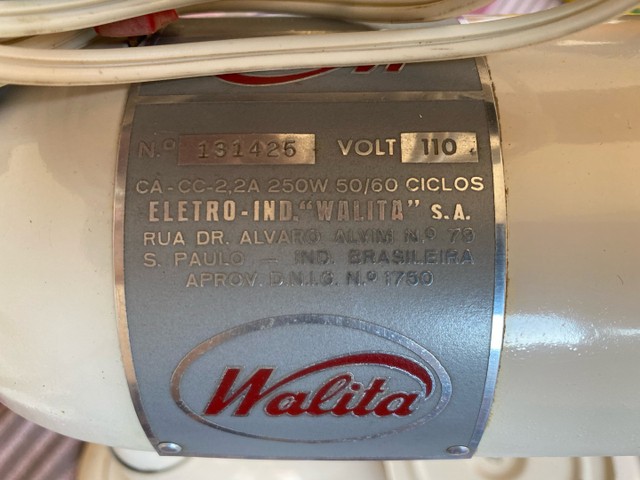 N.º 131425 VOLT 110
CA-CC-2,2A 250W 50/60 CICLOS
ELETRO-IND. "WALITA" S.A.
RUA DR. ALVARO ALVIM N.º 79
S. PAULO - IND. BRASILEIRA
APROV. D.N.I.G. N.º 1750
Walita